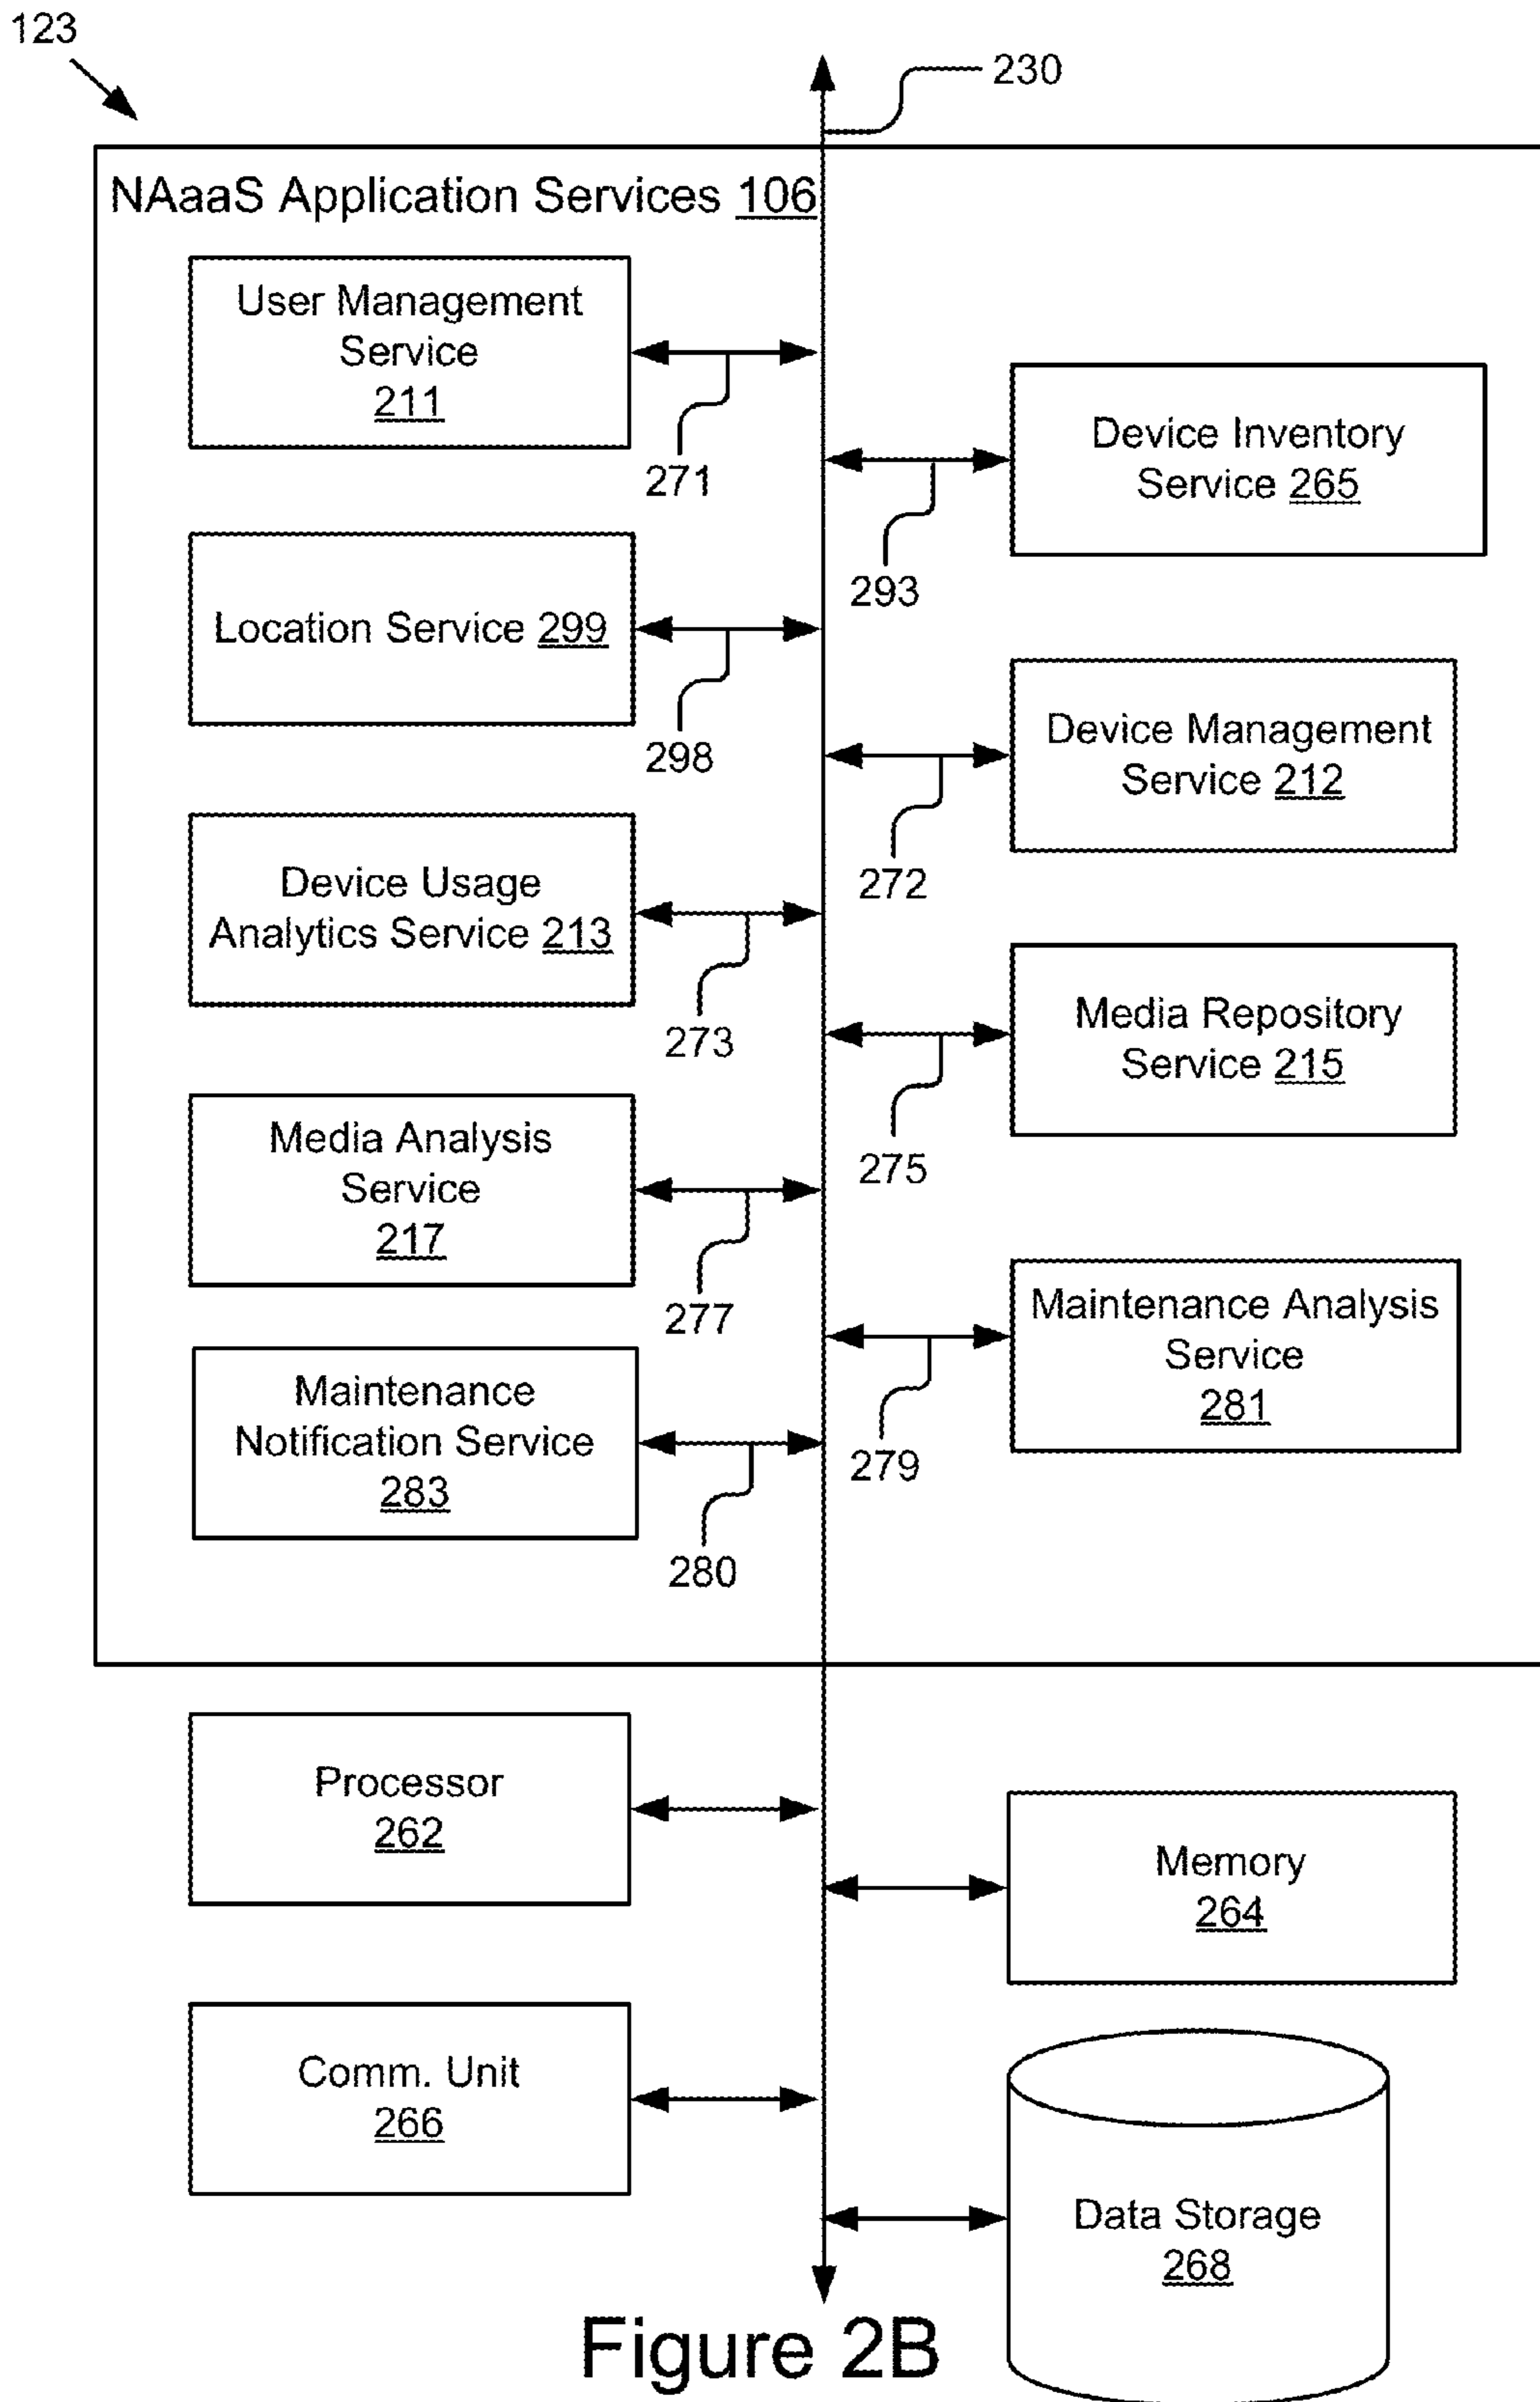 123
230
NAaaS Application Services 106
User Management
Service
211
271
Device Inventory
Service 265
293
Location Service 299
298
Device Management
Service 212
272
Device Usage
Analytics Service 213
273
Media Repository
Service 215
275
Media Analysis
Service
217
277
Maintenance Analysis
Service
281
279
Maintenance
Notification Service
283
280
Processor
262
Memory
264
Comm. Unit
266
Data Storage
268
Figure 2B